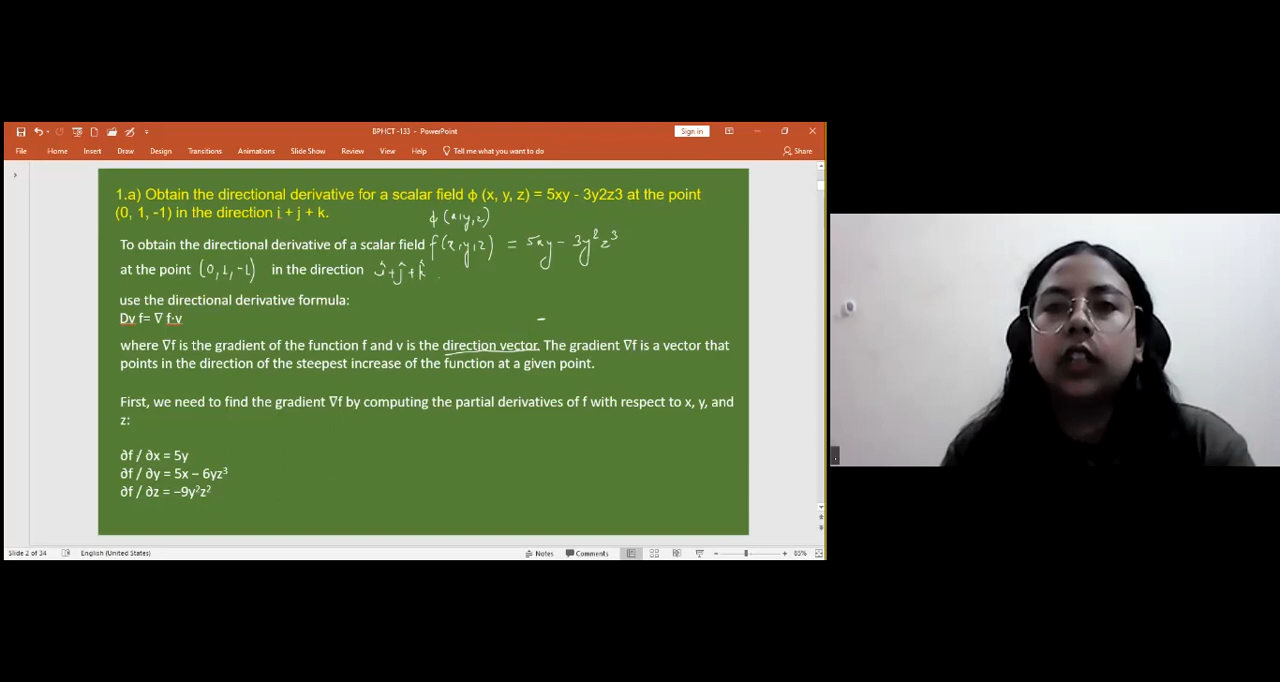 BPHCT -133 - PowerPoint
Sign in
File Home Insert Draw Design Transitions Animations Slide Show Review View Help Tell me what you want to do Share
1.a) Obtain the directional derivative for a scalar field ϕ (x, y, z) = 5xy - 3y2z3 at the point
(0, 1, -1) in the direction i + j + k.
ϕ (x,y,z)
To obtain the directional derivative of a scalar field f(x,y,z) = 5xy - 3y²z³
at the point (0,1,-1) in the direction î+ĵ+k̂
use the directional derivative formula:
Dv f= ∇ f·v
where ∇f is the gradient of the function f and v is the direction vector. The gradient ∇f is a vector that
points in the direction of the steepest increase of the function at a given point.
First, we need to find the gradient ∇f by computing the partial derivatives of f with respect to x, y, and
z:
∂f / ∂x = 5y
∂f / ∂y = 5x − 6yz³
∂f / ∂z = −9y²z²
Slide 2 of 34 English (United States) Notes Comments 85%